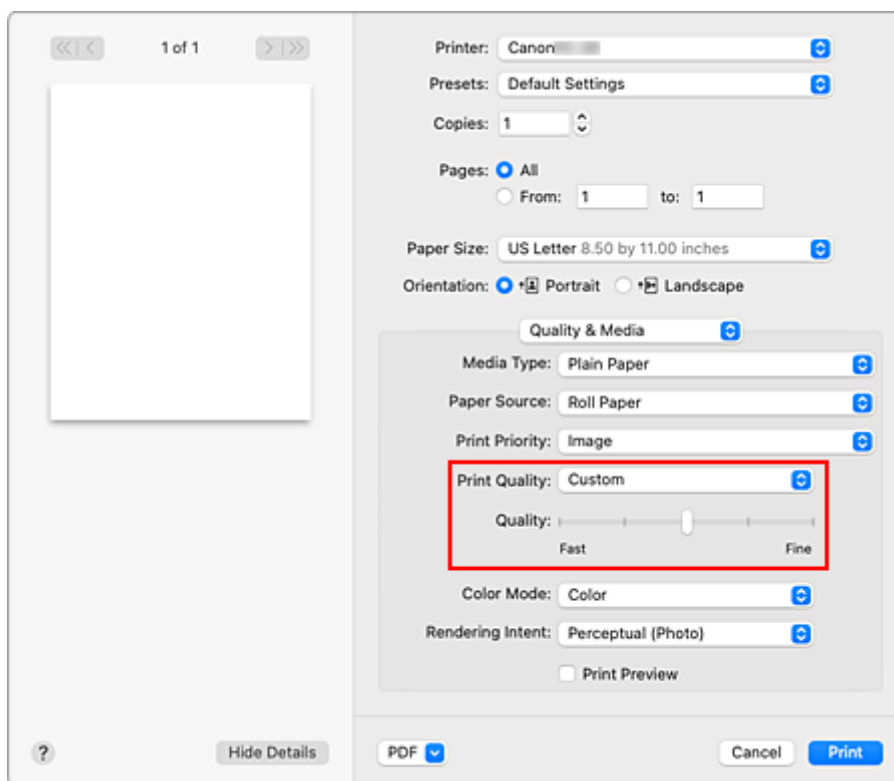 1 of 1
Printer: Canon
Presets: Default Settings
Copies: 1
Pages: All
From: 1 to: 1
Paper Size: US Letter 8.50 by 11.00 inches
Orientation: Portrait Landscape
Quality & Media
Media Type: Plain Paper
Paper Source: Roll Paper
Print Priority: Image
Print Quality: Custom
Quality:
Fast Fine
Color Mode: Color
Rendering Intent: Perceptual (Photo)
Print Preview
? Hide Details PDF Cancel Print